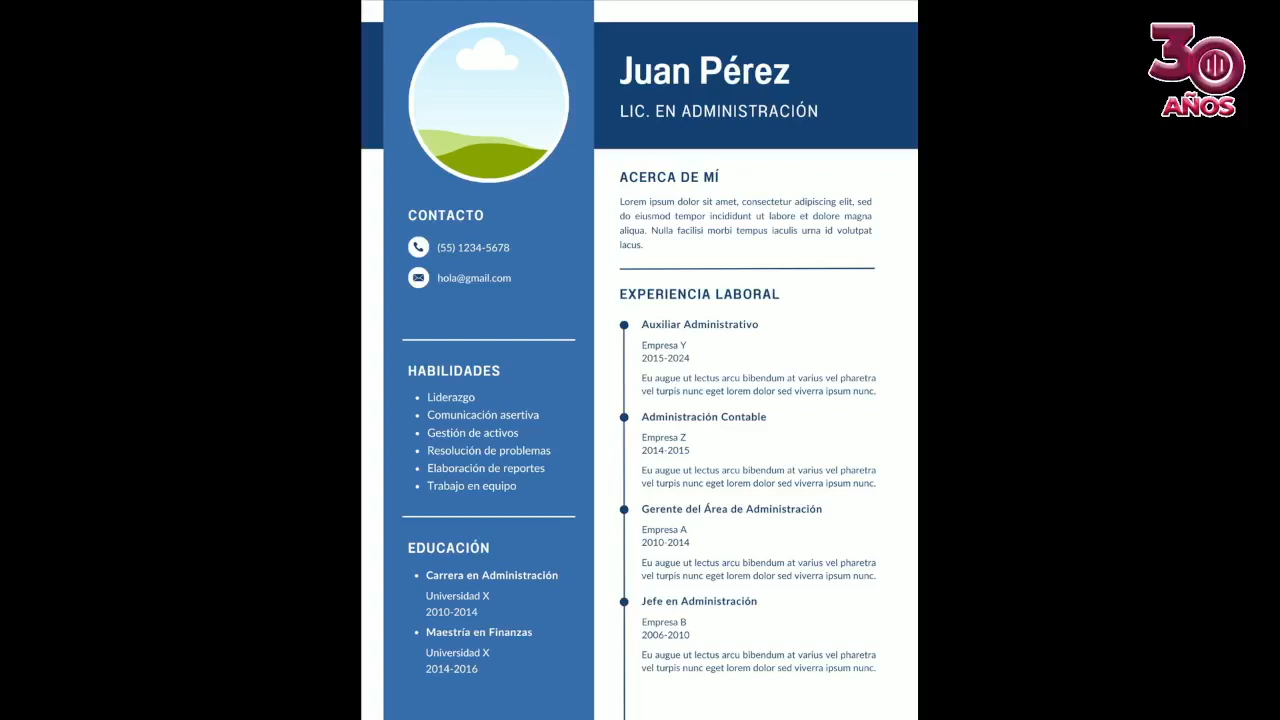 Juan Pérez
LIC. EN ADMINISTRACIÓN
CONTACTO
(55) 1234-5678
hola@gmail.com
HABILIDADES
• Liderazgo
• Comunicación asertiva
• Gestión de activos
• Resolución de problemas
• Elaboración de reportes
• Trabajo en equipo
EDUCACIÓN
• Carrera en Administración
Universidad X
2010-2014
• Maestría en Finanzas
Universidad X
2014-2016
ACERCA DE MÍ
Lorem ipsum dolor sit amet, consectetur adipiscing elit, sed
do eiusmod tempor incididunt ut labore et dolore magna
aliqua. Nulla facilisi morbi tempus iaculis urna id volutpat
lacus.
EXPERIENCIA LABORAL
Auxiliar Administrativo
Empresa Y
2015-2024
Eu augue ut lectus arcu bibendum at varius vel pharetra
vel turpis nunc eget lorem dolor sed viverra ipsum nunc.
Administración Contable
Empresa Z
2014-2015
Eu augue ut lectus arcu bibendum at varius vel pharetra
vel turpis nunc eget lorem dolor sed viverra ipsum nunc.
Gerente del Área de Administración
Empresa A
2010-2014
Eu augue ut lectus arcu bibendum at varius vel pharetra
vel turpis nunc eget lorem dolor sed viverra ipsum nunc.
Jefe en Administración
Empresa B
2006-2010
Eu augue ut lectus arcu bibendum at varius vel pharetra
vel turpis nunc eget lorem dolor sed viverra ipsum nunc.
30
AÑOS